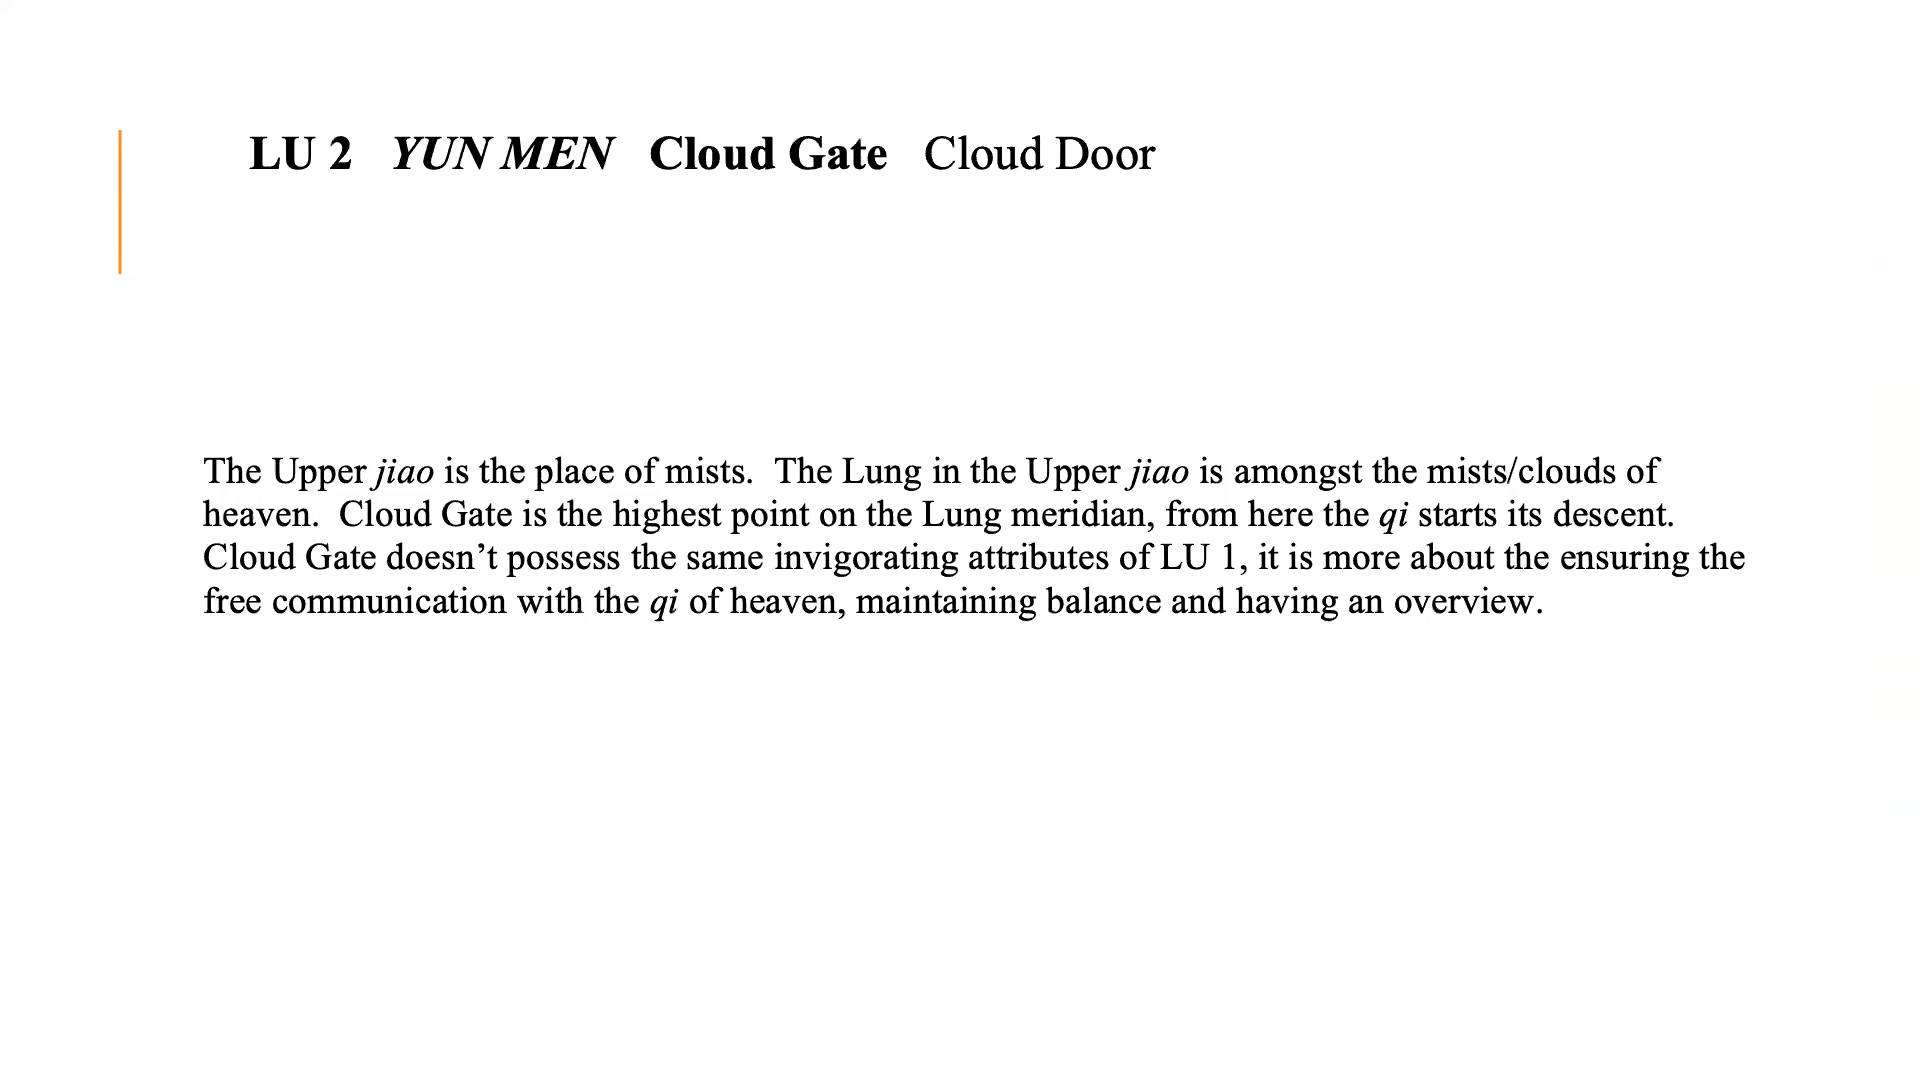 LU 2 YUN MEN Cloud Gate Cloud Door
The Upper jiao is the place of mists. The Lung in the Upper jiao is amongst the mists/clouds of
heaven. Cloud Gate is the highest point on the Lung meridian, from here the qi starts its descent.
Cloud Gate doesn’t possess the same invigorating attributes of LU 1, it is more about the ensuring the
free communication with the qi of heaven, maintaining balance and having an overview.